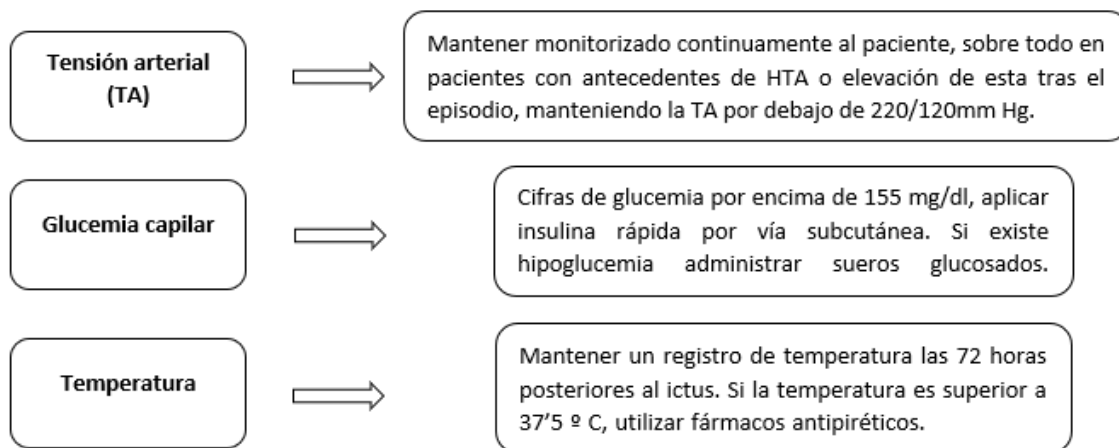 Tensión arterial
(TA)
Mantener monitorizado continuamente al paciente, sobre todo en
pacientes con antecedentes de HTA o elevación de esta tras el
episodio, manteniendo la TA por debajo de 220/120mm Hg.
Glucemia capilar
Cifras de glucemia por encima de 155 mg/dl, aplicar
insulina rápida por vía subcutánea. Si existe
hipoglucemia administrar sueros glucosados.
Temperatura
Mantener un registro de temperatura las 72 horas
posteriores al ictus. Si la temperatura es superior a
37’5 º C, utilizar fármacos antipiréticos.